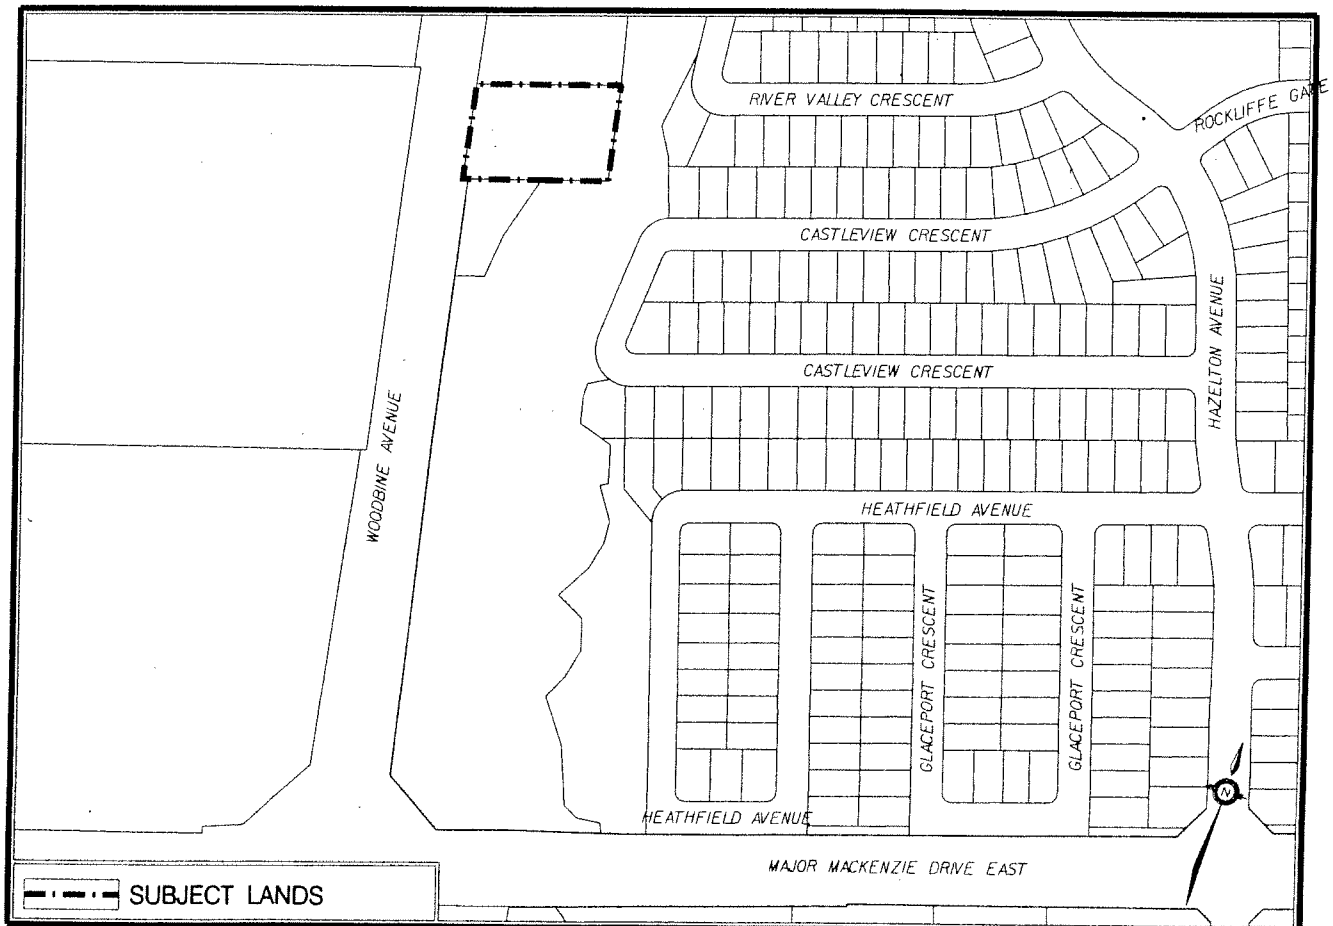 RIVER VALLEY CRESCENT
ROCKLIFFE GATE
CASTLEVIEW CRESCENT
HAZELTON AVENUE
CASTLEVIEW CRESCENT
WOODBINE AVENUE
HEATHFIELD AVENUE
GLACEPORT CRESCENT
GLACEPORT CRESCENT
N
HEATHFIELD AVENUE
MAJOR MACKENZIE DRIVE EAST
SUBJECT LANDS